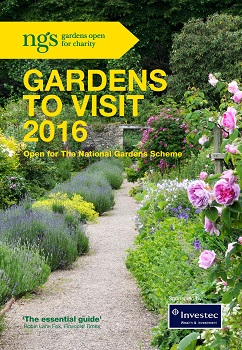 ngs gardens open
for charity
GARDENS
TO VISIT
2016
Open for The National Gardens Scheme
'The essential guide'
Robin Lane Fox, Financial Times
Sponsored by
Investec
Wealth & Investment